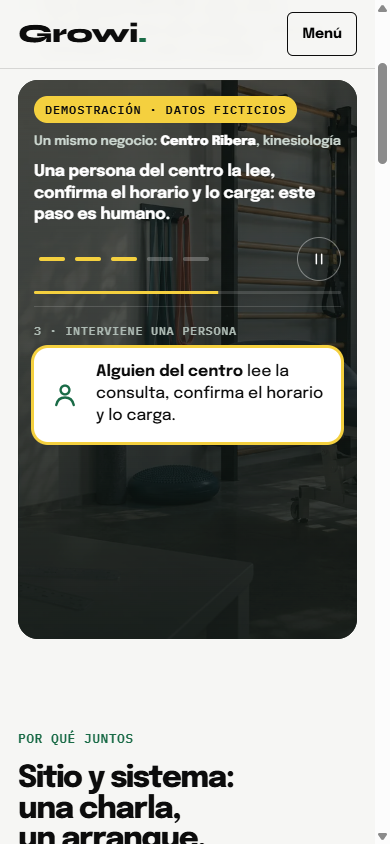 Growi.
Menú
DEMOSTRACIÓN · DATOS FICTICIOS
Un mismo negocio: Centro Ribera, kinesiología
Una persona del centro la lee,
confirma el horario y lo carga: este
paso es humano.
3 · INTERVIENE UNA PERSONA
Alguien del centro lee la
consulta, confirma el horario
y lo carga.
POR QUÉ JUNTOS
Sitio y sistema:
una charla,
un arranque.